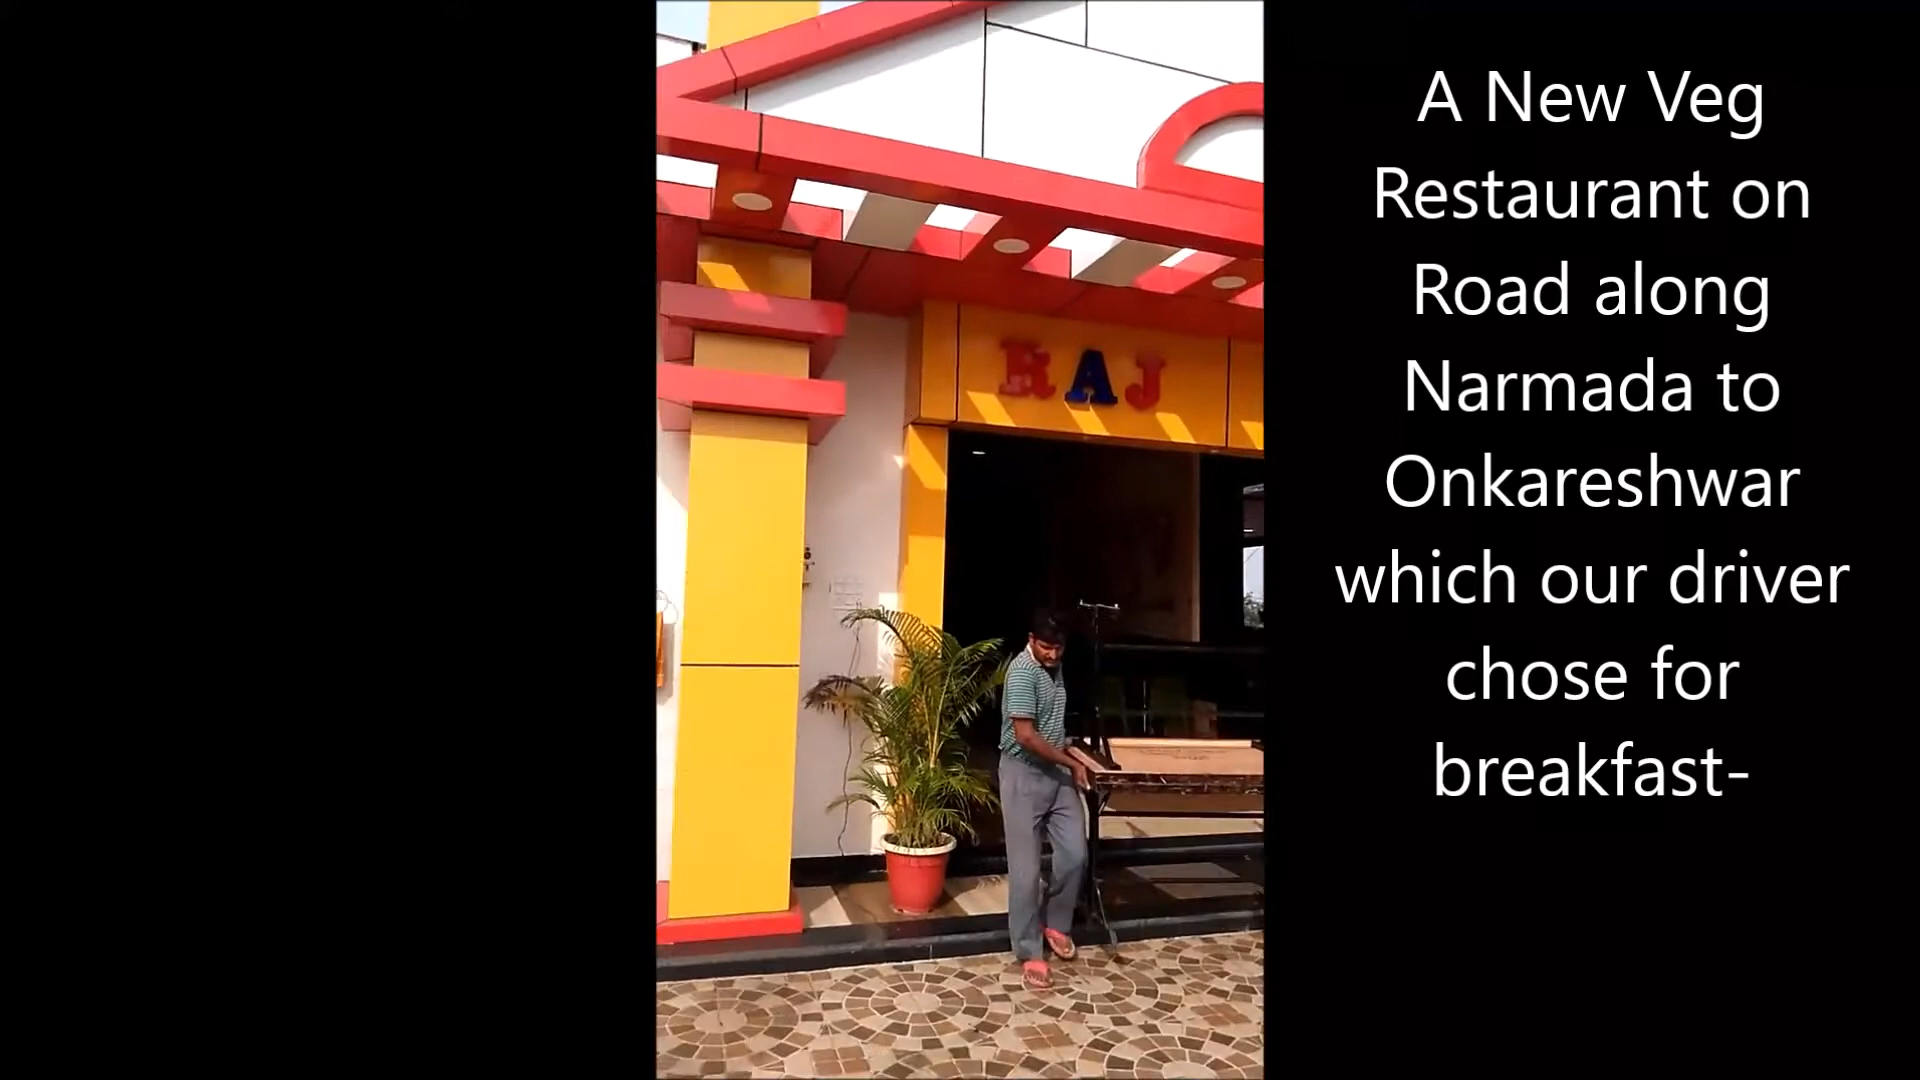 RAJ
A New Veg
Restaurant on
Road along
Narmada to
Onkareshwar
which our driver
chose for
breakfast-